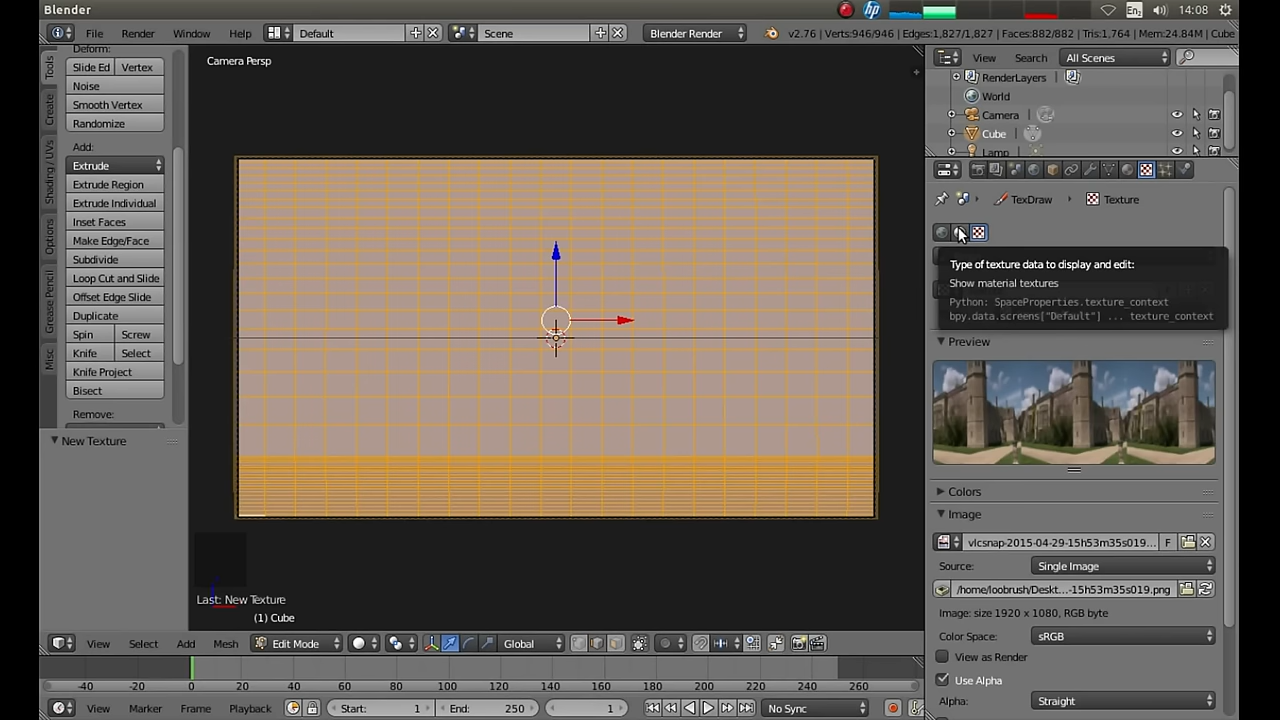 Blender
En₂
14:08
File Render Window Help
Default
Scene
Blender Render
v2.76 | Verts:946/946 | Edges:1,827/1,827 | Faces:882/882 | Tris:1,764 | Mem:24.84M | Cube
Tools
Create
Shading / UVs
Options
Grease Pencil
Misc
Deform:
Slide Ed Vertex
Noise
Smooth Vertex
Randomize
Add:
Extrude
Extrude Region
Extrude Individual
Inset Faces
Make Edge/Face
Subdivide
Loop Cut and Slide
Offset Edge Slide
Duplicate
Spin Screw
Knife Select
Knife Project
Bisect
Remove:
New Texture
Camera Persp
Last: New Texture
(1) Cube
View Select Add Mesh
Edit Mode
Global
-40 -20 0 20 40 60 80 100 120 140 160 180 200 220 240 260
View Marker Frame Playback
Start: 1
End: 250
1
No Sync
View Search
All Scenes
RenderLayers
World
Camera
Cube
Lamp
TexDraw
Texture
Type of texture data to display and edit:
Show material textures
Python: SpaceProperties.texture_context
bpy.data.screens["Default"] ... texture_context
Preview
Colors
Image
vlcsnap-2015-04-29-15h53m35s019... F
Source: Single Image
/home/loobrush/Deskt...-15h53m35s019.png
Image: size 1920 x 1080, RGB byte
Color Space: sRGB
View as Render
Use Alpha
Alpha: Straight